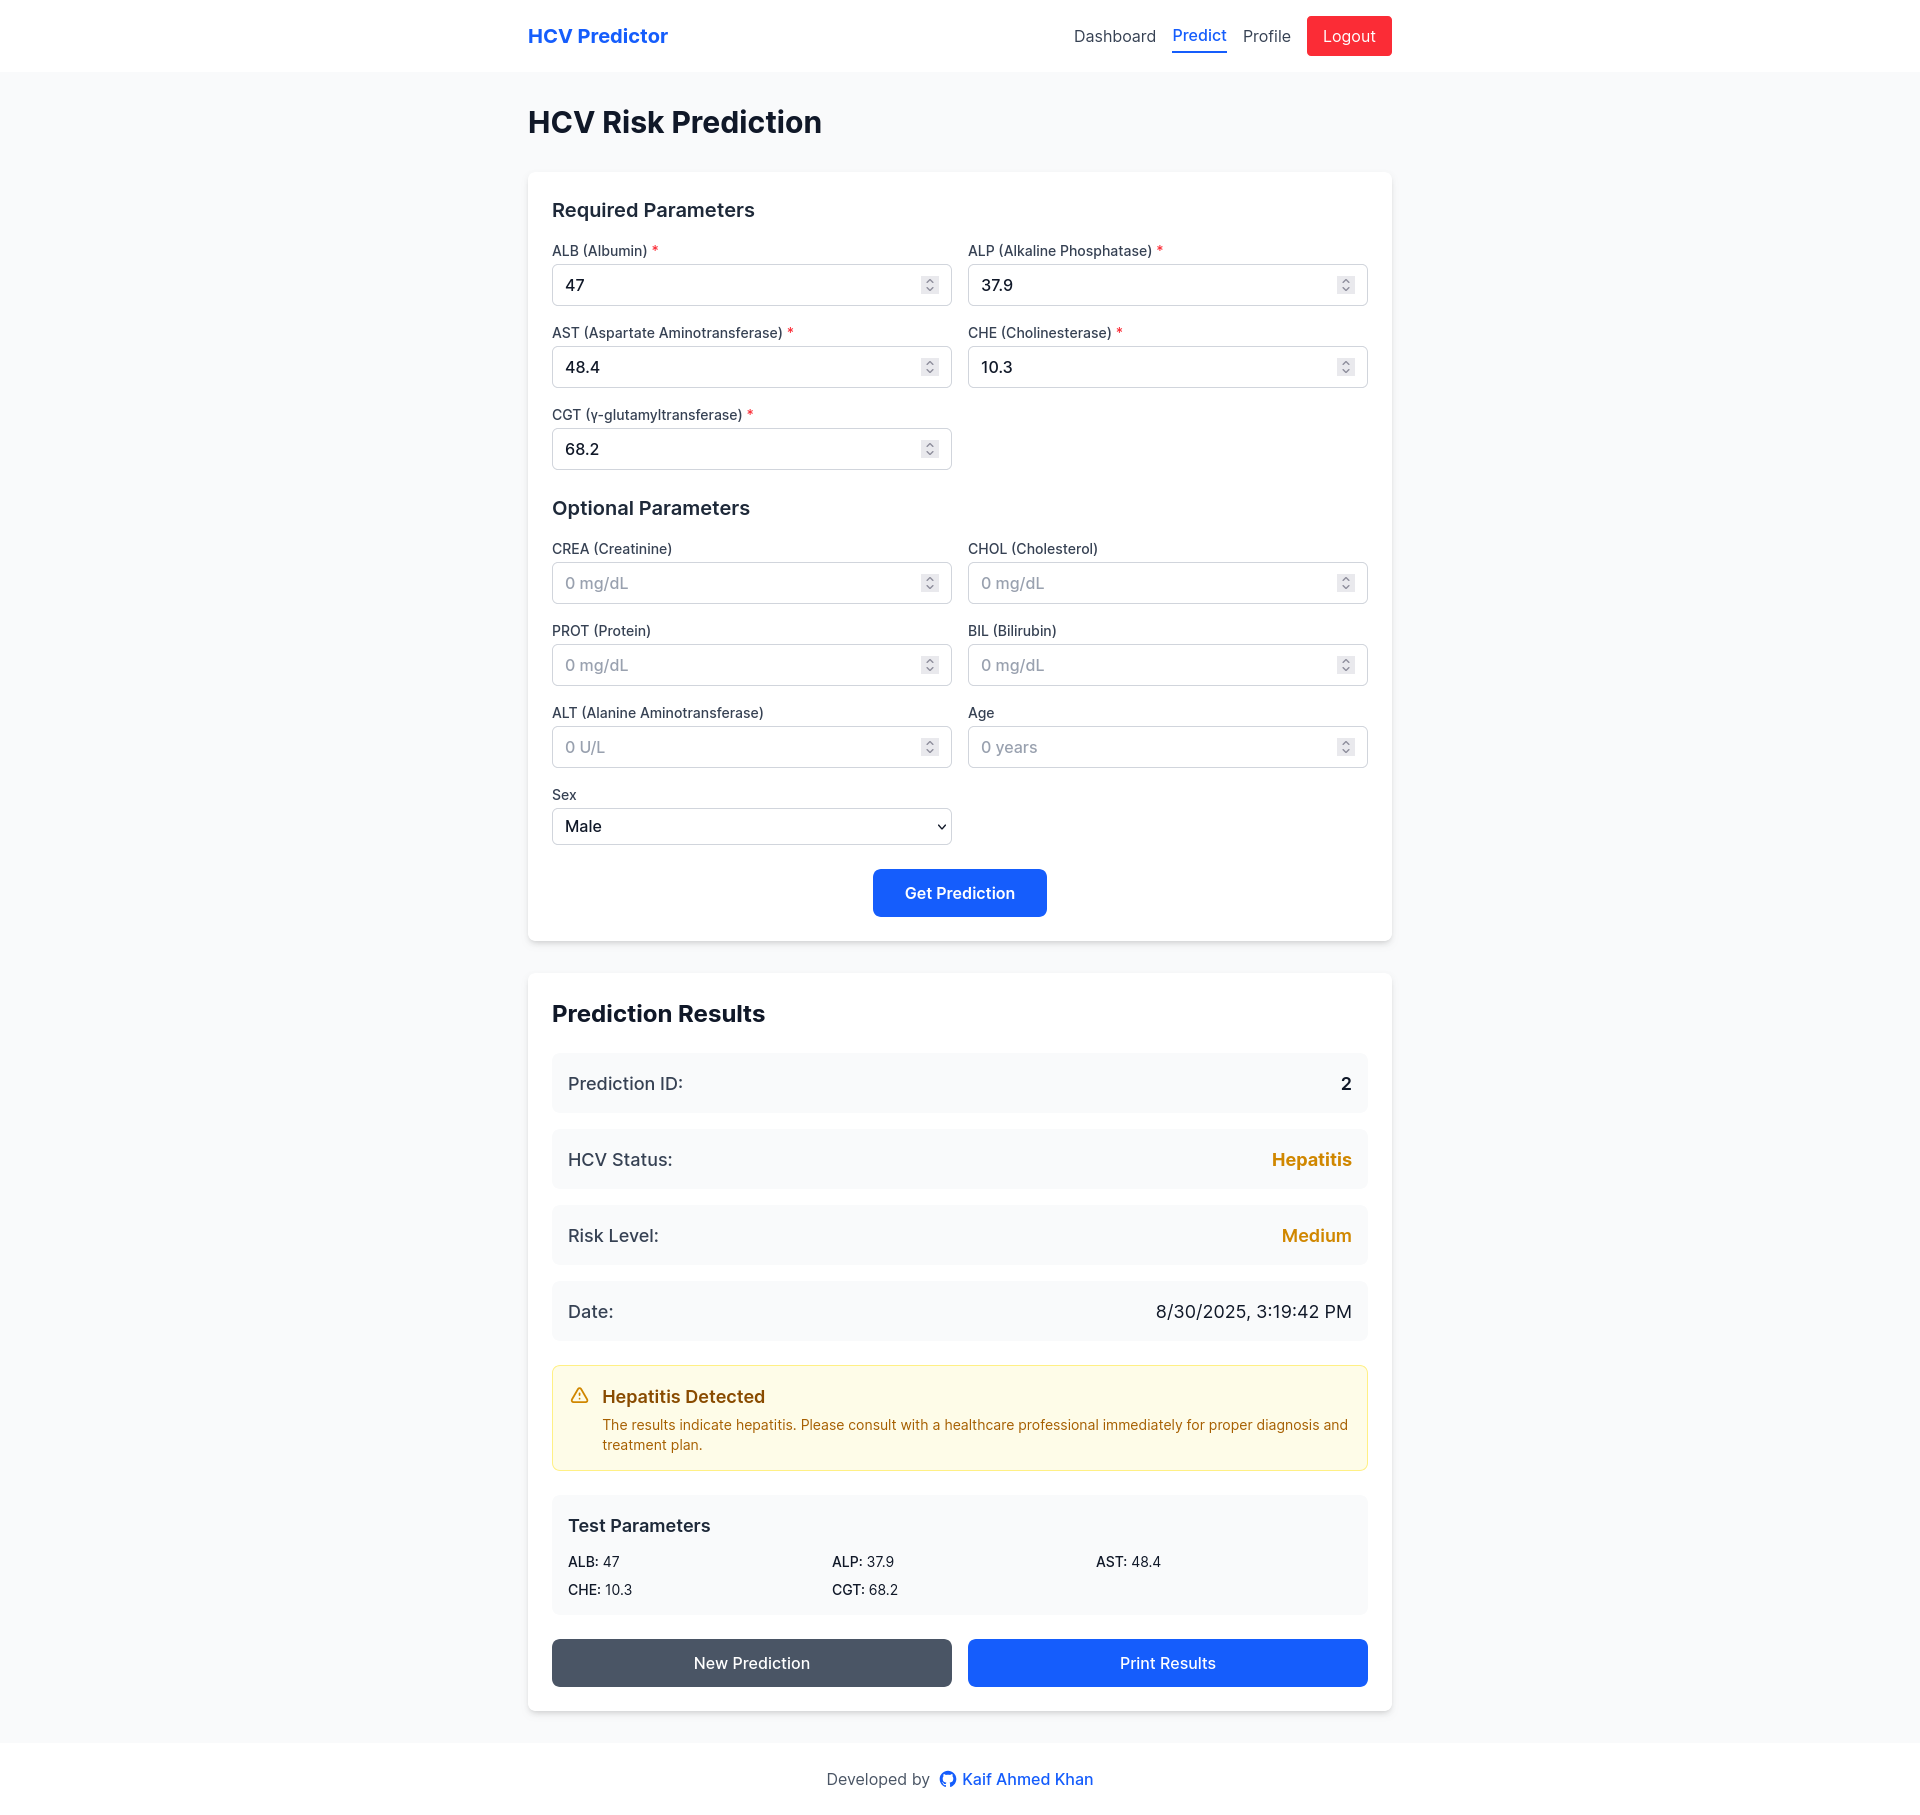 HCV Predictor
Dashboard Predict Profile Logout
HCV Risk Prediction
Required Parameters
ALB (Albumin) * ALP (Alkaline Phosphatase) *
47 37.9
AST (Aspartate Aminotransferase) * CHE (Cholinesterase) *
48.4 10.3
CGT (γ-glutamyltransferase) *
68.2
Optional Parameters
CREA (Creatinine) CHOL (Cholesterol)
0 mg/dL 0 mg/dL
PROT (Protein) BIL (Bilirubin)
0 mg/dL 0 mg/dL
ALT (Alanine Aminotransferase) Age
0 U/L 0 years
Sex
Male
Get Prediction
Prediction Results
Prediction ID: 2
HCV Status: Hepatitis
Risk Level: Medium
Date: 8/30/2025, 3:19:42 PM
Hepatitis Detected
The results indicate hepatitis. Please consult with a healthcare professional immediately for proper diagnosis and
treatment plan.
Test Parameters
ALB: 47 ALP: 37.9 AST: 48.4
CHE: 10.3 CGT: 68.2
New Prediction Print Results
Developed by Kaif Ahmed Khan